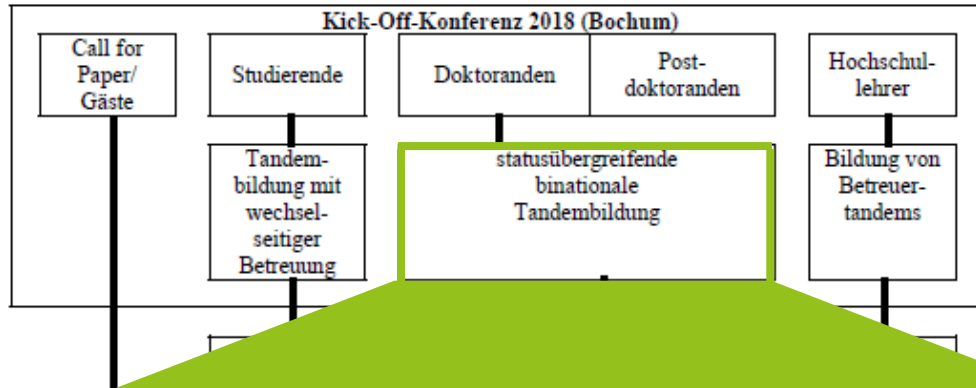 Kick-Off-Konferenz 2018 (Bochum)
Call for
Paper/
Gäste
Studierende
Doktoranden
Post-
doktoranden
Hochschul-
lehrer
Tandem-
bildung mit
wechsel-
seitiger
Betreuung
statusübergreifende
binationale
Tandembildung
Bildung von
Betreuer-
tandems